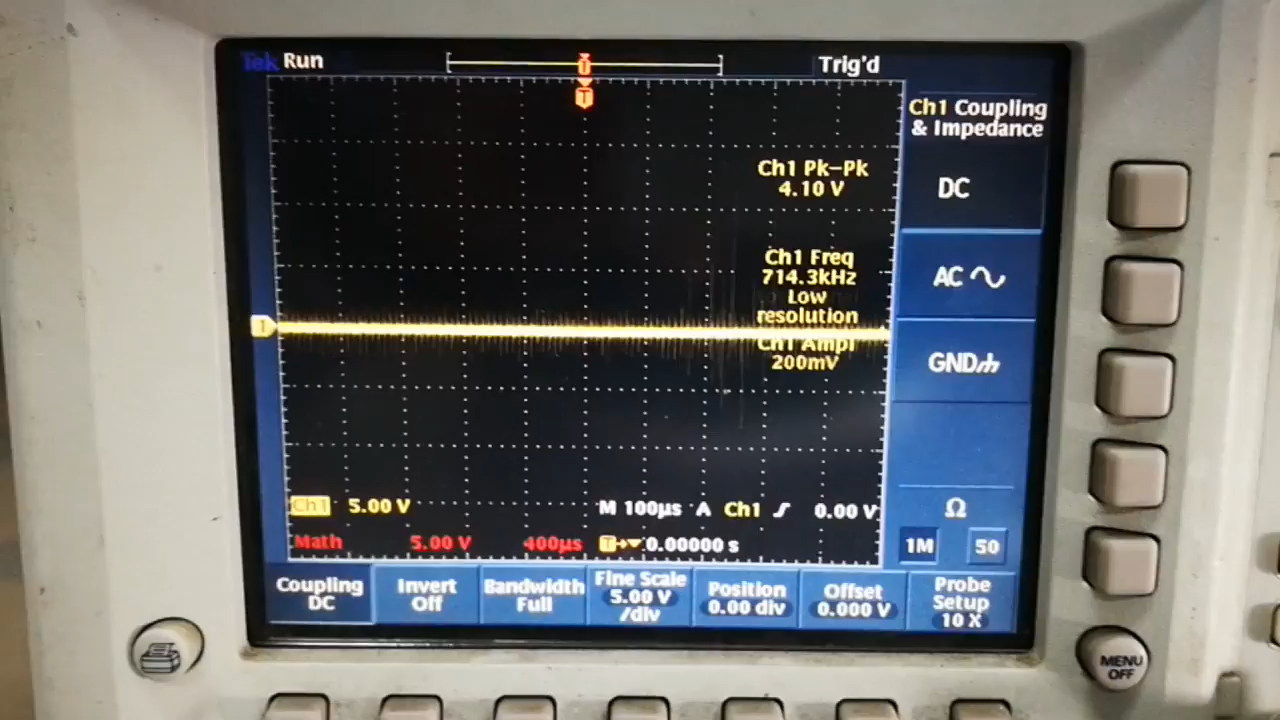 Tek Run
Trig'd
T
T
Ch1 Coupling
& Impedance
DC
AC
GND
Ω
1M
50
Ch1 Pk-Pk
4.10 V
Ch1 Freq
714.3kHz
Low
resolution
Ch1 Ampl
200mV
1
Ch1 5.00 V
M 100µs A Ch1 0.00 V
Math 5.00 V 400µs
T 0.00000 s
Coupling
DC
Invert
Off
Bandwidth
Full
Fine Scale
5.00 V
/div
Position
0.00 div
Offset
0.000 V
Probe
Setup
10 X
MENU
OFF